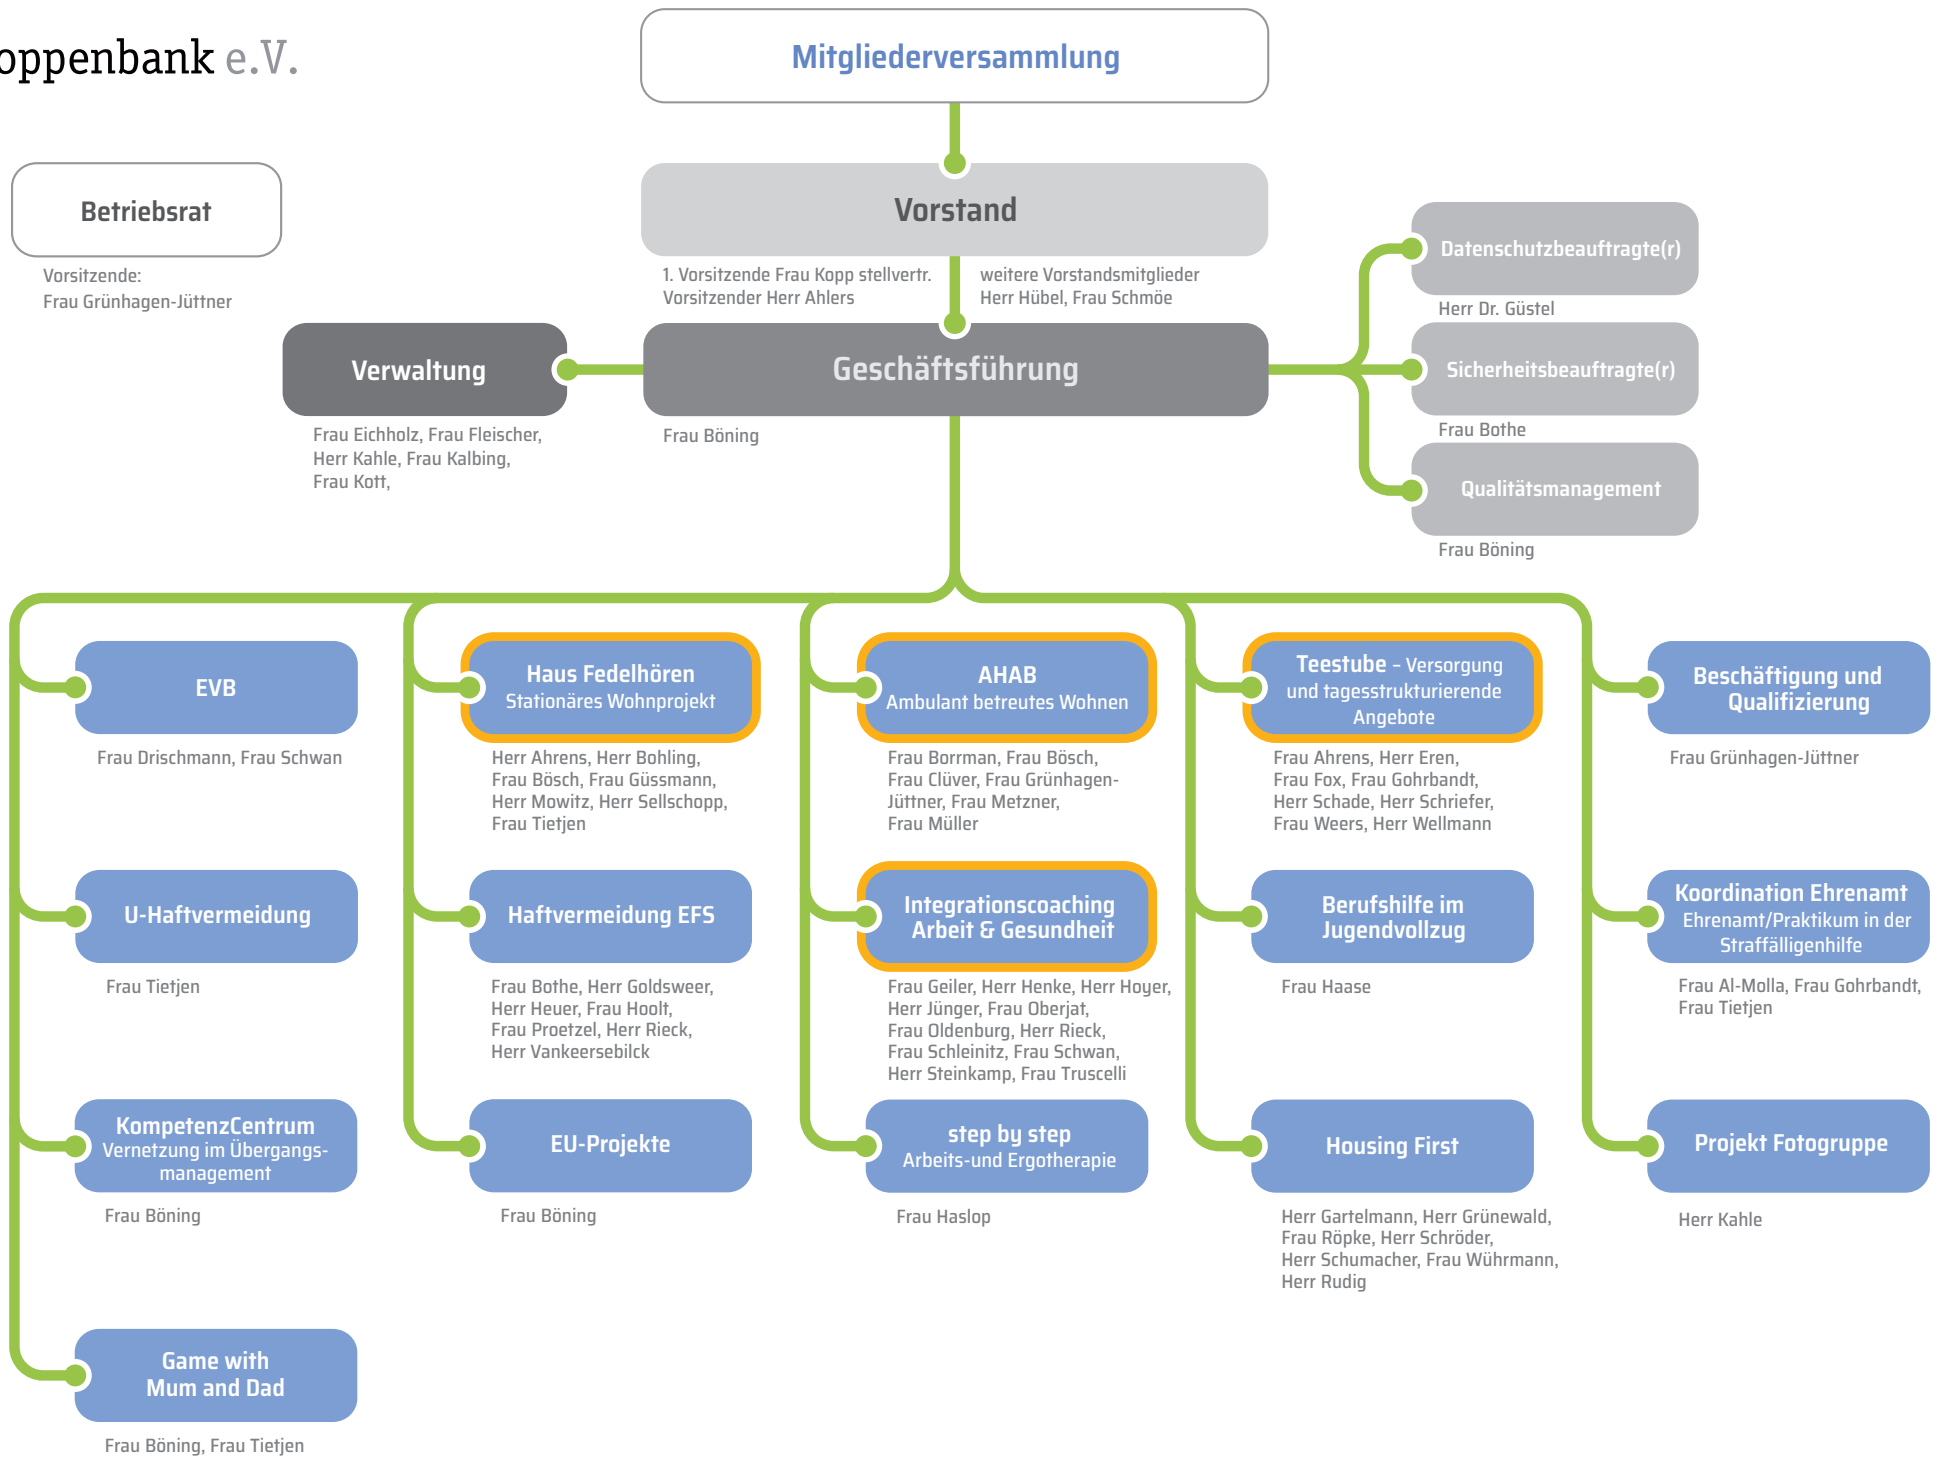 oppenbank e.V.
Mitgliederversammlung
Betriebsrat
Vorsitzende:
Frau Grünhagen-Jüttner
Vorstand
1. Vorsitzende Frau Kopp stellvertr.
Vorsitzender Herr Ahlers
weitere Vorstandsmitglieder
Herr Hübel, Frau Schmöe
Datenschutzbeauftragte(r)
Herr Dr. Güstel
Verwaltung
Frau Eichholz, Frau Fleischer,
Herr Kahle, Frau Kalbing,
Frau Kott,
Geschäftsführung
Frau Böning
Sicherheitsbeauftragte(r)
Frau Bothe
Qualitätsmanagement
Frau Böning
EVB
Frau Drischmann, Frau Schwan
Haus Fedelhören
Stationäres Wohnprojekt
Herr Ahrens, Herr Bohling,
Frau Bösch, Frau Güssmann,
Herr Mowitz, Herr Sellschopp,
Frau Tietjen
AHAB
Ambulant betreutes Wohnen
Frau Borrman, Frau Bösch,
Frau Clüver, Frau Grünhagen-
Jüttner, Frau Metzner,
Frau Müller
Teestube – Versorgung
und tagesstrukturierende
Angebote
Frau Ahrens, Herr Eren,
Frau Fox, Frau Gohrbandt,
Herr Schade, Herr Schriefer,
Frau Weers, Herr Wellmann
Beschäftigung und
Qualifizierung
Frau Grünhagen-Jüttner
U-Haftvermeidung
Frau Tietjen
Haftvermeidung EFS
Frau Bothe, Herr Goldsweer,
Herr Heuer, Frau Hoolt,
Frau Proetzel, Herr Rieck,
Herr Vankeersebilck
Integrationscoaching
Arbeit & Gesundheit
Frau Geiler, Herr Henke, Herr Hoyer,
Herr Jünger, Frau Oberjat,
Frau Oldenburg, Herr Rieck,
Frau Schleinitz, Frau Schwan,
Herr Steinkamp, Frau Truscelli
Berufshilfe im
Jugendvollzug
Frau Haase
Koordination Ehrenamt
Ehrenamt/Praktikum in der
Straffälligenhilfe
Frau Al-Molla, Frau Gohrbandt,
Frau Tietjen
KompetenzCentrum
Vernetzung im Übergangs-
management
Frau Böning
EU-Projekte
Frau Böning
step by step
Arbeits-und Ergotherapie
Frau Haslop
Housing First
Herr Gartelmann, Herr Grünewald,
Frau Röpke, Herr Schröder,
Herr Schumacher, Frau Wührmann,
Herr Rudig
Projekt Fotogruppe
Herr Kahle
Game with
Mum and Dad
Frau Böning, Frau Tietjen